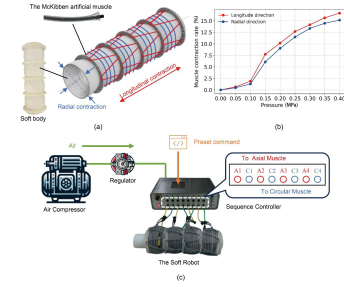 The McKibben artificial muscle
Longitudinal contraction
Radial contraction
Soft body
(a)
Muscle contraction rate (%)
15.0
12.5
10.0
7.5
5.0
2.5
0.0
Longitude direction
Radial direction
0.00 0.05 0.10 0.15 0.20 0.25 0.30 0.35 0.40
Pressure (MPa)
(b)
Air
Preset command
</>
Regulator
Air Compressor
To Axial Muscle
A1 C1 A2 C2 A3 C3 A4 C4
To Circular Muscle
Sequence Controller
The Soft Robot
(c)